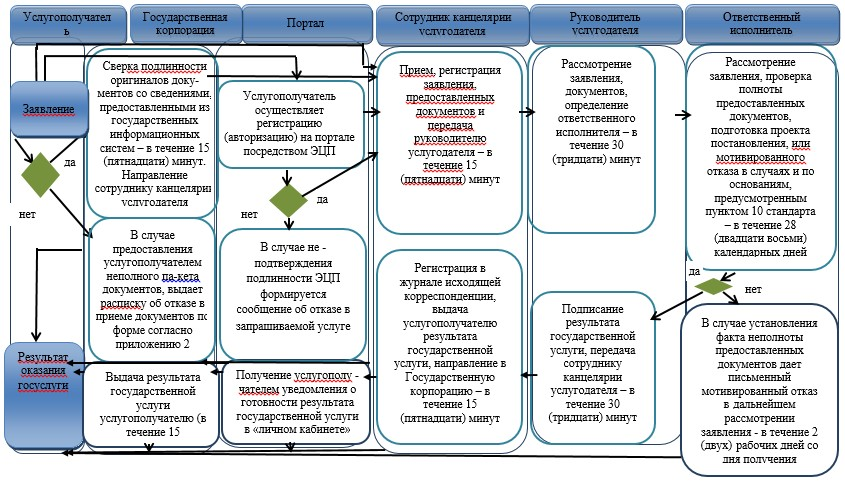 Услугополучател
ь
Государственная
корпорация
Портал
Сотрудник канцелярии
услугодателя
Руководитель
услугодателя
Ответственный
исполнитель
Заявление
да
нет
Результат
оказания
госуслуги
Сверка подлинности
оригиналов доку-
ментов со сведениями,
предоставленными из
государственных
информационных
систем – в течение 15
(пятнадцати) минут.
Направление
сотруднику канцелярии
услугодателя
В случае
предоставления
услугополучателем
неполного па-кета
документов, выдает
расписку об отказе в
приеме документов по
форме согласно
приложению 2
Выдача результата
государственной
услуги
услугополучателю (в
течение 15
Услугополучатель
осуществляет
регистрацию
(авторизацию) на портале
посредством ЭЦП
да
нет
В случае не -
подтверждения
подлинности ЭЦП
формируется
сообщение об отказе в
запрашиваемой услуге
Получение услугополу -
чателем уведомления о
готовности результата
государственной услуги
в «личном кабинете»
Прием, регистрация
заявления,
предоставленных
документов и
передача
руководителю
услугодателя – в
течение 15
(пятнадцати) минут
Регистрация в
журнале исходящей
корреспонденции,
выдача
услугополучателю
результата
государственной
услуги, направление в
Государственную
корпорацию – в
течение 15
(пятнадцати) минут
Рассмотрение
заявления,
документов,
определение
ответственного
исполнителя – в
течение 30
(тридцати) минут
Подписание
результата
государственной
услуги, передача
сотруднику
канцелярии
услугодателя – в
течение 30
(тридцати) минут
Рассмотрение
заявления, проверка
полноты
предоставленных
документов,
подготовка проекта
постановления, или
мотивированного
отказа в случаях и по
основаниям,
предусмотренным
пунктом 10 стандарта
– в течение 28
(двадцати восьми)
календарных дней
да
нет
В случае установления
факта неполноты
предоставленных
документов дает
письменный
мотивированный отказ
в дальнейшем
рассмотрении
заявления - в течение 2
(двух) рабочих дней со
дня получения